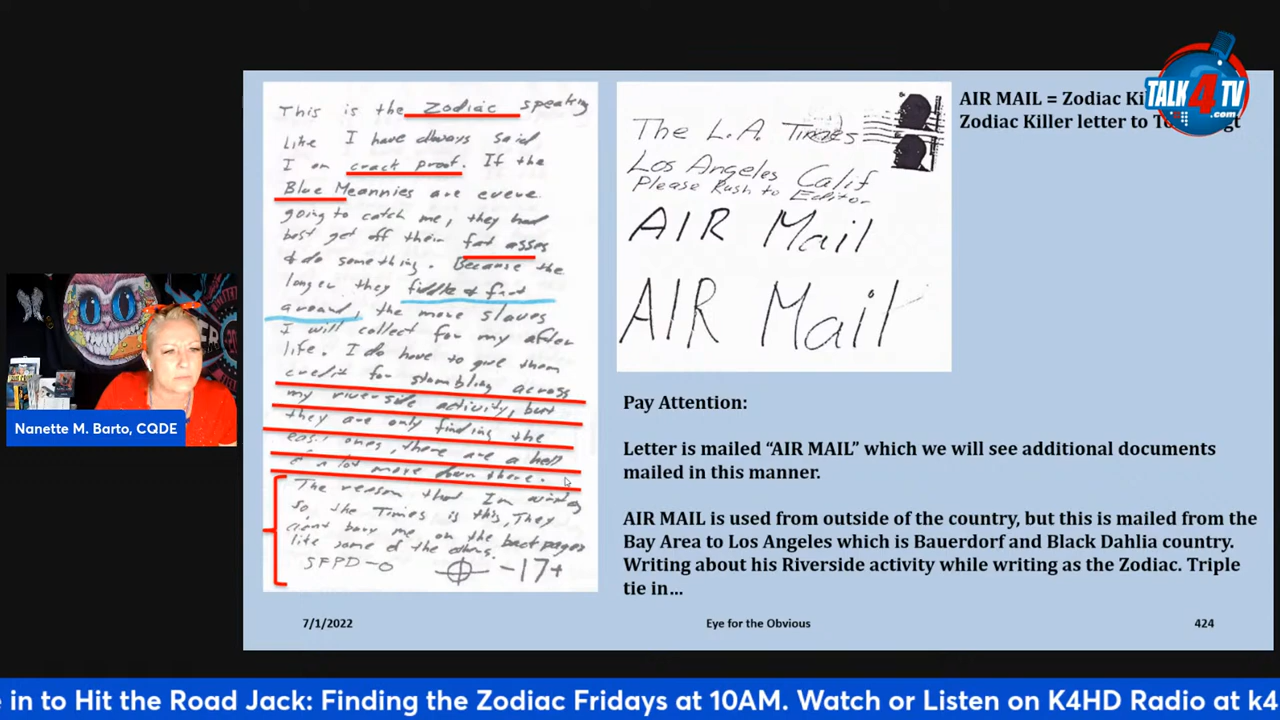 This is the Zodiac speaking
Like I have always said
I am crack proof. If the
Blue Meannies are evere
going to catch me, they had
best get off their fat asses
& do something. Because the
longer they fiddle & fart
around, the more slaves
I will collect for my after
life. I do have to give them
credit for stumbling across
my riverside activity, but
they are only finding the
easy ones, there are a hell
of a lot more down there.
The reason that Im writing
to the Times is this, They
dont bury me on the back pages
like some of the others.
SFPD-0 -17+
The L.A. Times
Los Angeles Calif
Please Rush to Editor
AIR Mail
AIR Mail
AIR MAIL = Zodiac
Zodiac Killer letter to
TALK4TV
.com
Pay Attention:
Letter is mailed “AIR MAIL” which we will see additional documents
mailed in this manner.
AIR MAIL is used from outside of the country, but this is mailed from the
Bay Area to Los Angeles which is Bauerdorf and Black Dahlia country.
Writing about his Riverside activity while writing as the Zodiac. Triple
tie in…
7/1/2022 Eye for the Obvious 424
Nanette M. Barto, CQDE
in to Hit the Road Jack: Finding the Zodiac Fridays at 10AM. Watch or Listen on K4HD Radio at k4